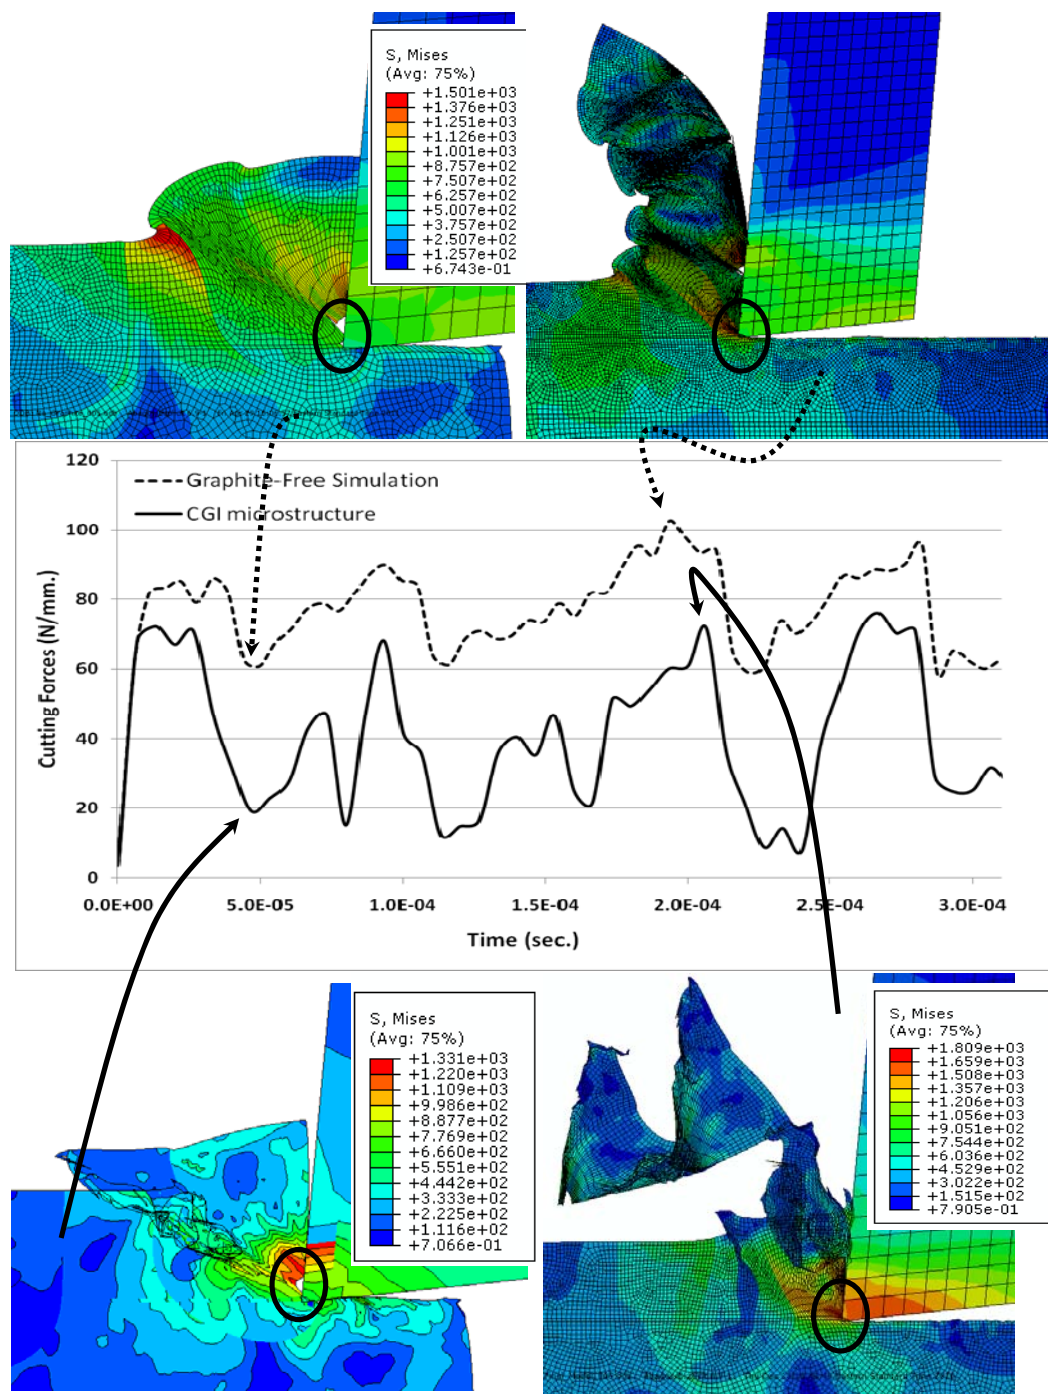 S, Mises
(Avg: 75%)
+1.501e+03
+1.376e+03
+1.251e+03
+1.126e+03
+1.001e+03
+8.757e+02
+7.507e+02
+6.257e+02
+5.007e+02
+3.757e+02
+2.507e+02
+1.257e+02
+6.743e-01
120
100
80
60
40
20
0
Cutting Forces (N/mm.)
Graphite-Free Simulation
CGI microstructure
0.0E+00 5.0E-05 1.0E-04 1.5E-04 2.0E-04 2.5E-04 3.0E-04
Time (sec.)
S, Mises
(Avg: 75%)
+1.331e+03
+1.220e+03
+1.109e+03
+9.986e+02
+8.877e+02
+7.769e+02
+6.660e+02
+5.551e+02
+4.442e+02
+3.333e+02
+2.225e+02
+1.116e+02
+7.066e-01
S, Mises
(Avg: 75%)
+1.809e+03
+1.659e+03
+1.508e+03
+1.357e+03
+1.206e+03
+1.056e+03
+9.051e+02
+7.544e+02
+6.036e+02
+4.529e+02
+3.022e+02
+1.515e+02
+7.905e-01